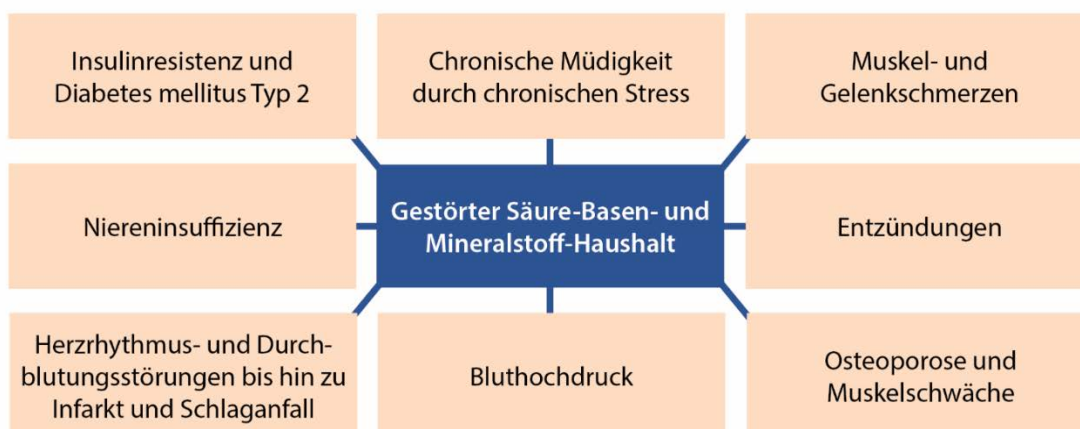 Insulinresistenz und
Diabetes mellitus Typ 2
Chronische Müdigkeit
durch chronischen Stress
Muskel- und
Gelenkschmerzen
Niereninsuffizienz
Gestörter Säure-Basen- und
Mineralstoff-Haushalt
Entzündungen
Herzrhythmus- und Durch-
blutungsstörungen bis hin zu
Infarkt und Schlaganfall
Bluthochdruck
Osteoporose und
Muskelschwäche